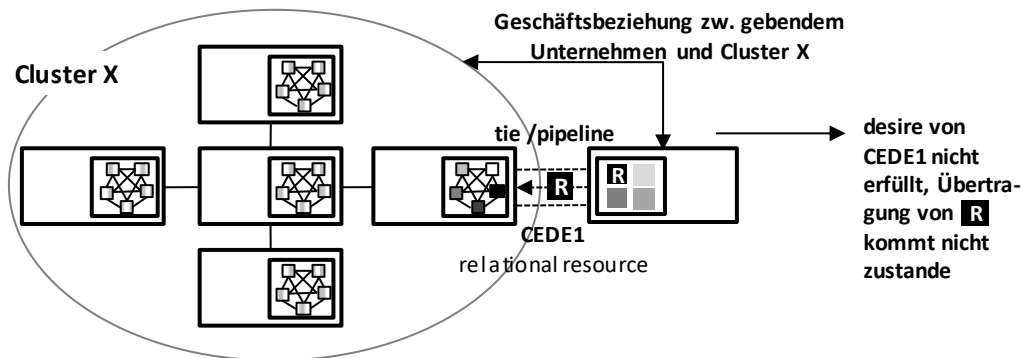 Geschäftsbeziehung zw. gebendem
Unternehmen und Cluster X
Cluster X
tie /pipeline
desire von
CEDE1 nicht
erfüllt, Übertra-
gung von R
kommt nicht
zustande
R
R
CEDE1
relational resource